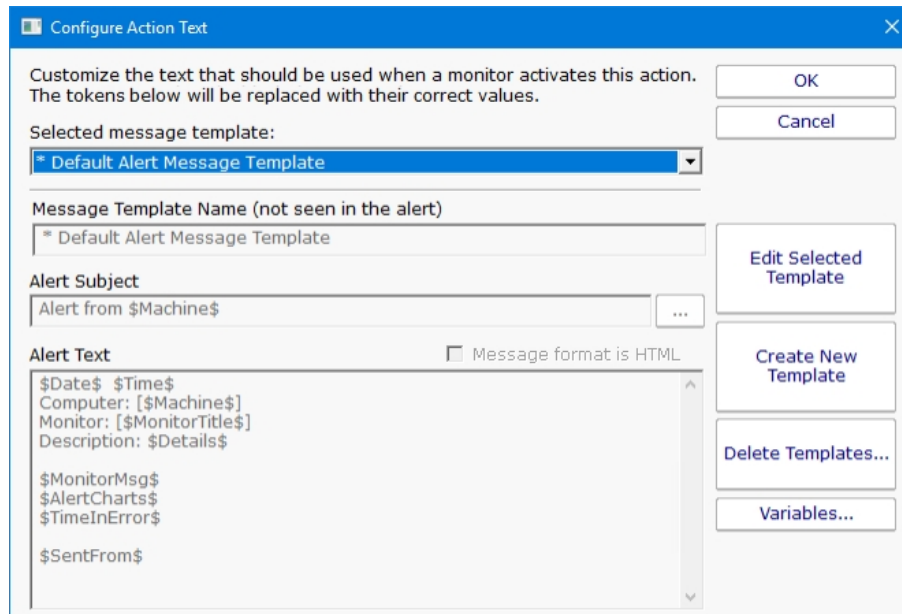 Configure Action Text
Customize the text that should be used when a monitor activates this action.
The tokens below will be replaced with their correct values.
OK
Cancel
Selected message template:
* Default Alert Message Template
Message Template Name (not seen in the alert)
* Default Alert Message Template
Edit Selected
Template
Alert Subject
Alert from $Machine$
...
Alert Text
Message format is HTML
Create New
Template
$Date$  $Time$
Computer: [$Machine$]
Monitor: [$MonitorTitle$]
Description: $Details$
Delete Templates...
$MonitorMsg$
$AlertCharts$
$TimeInError$
Variables...
$SentFrom$